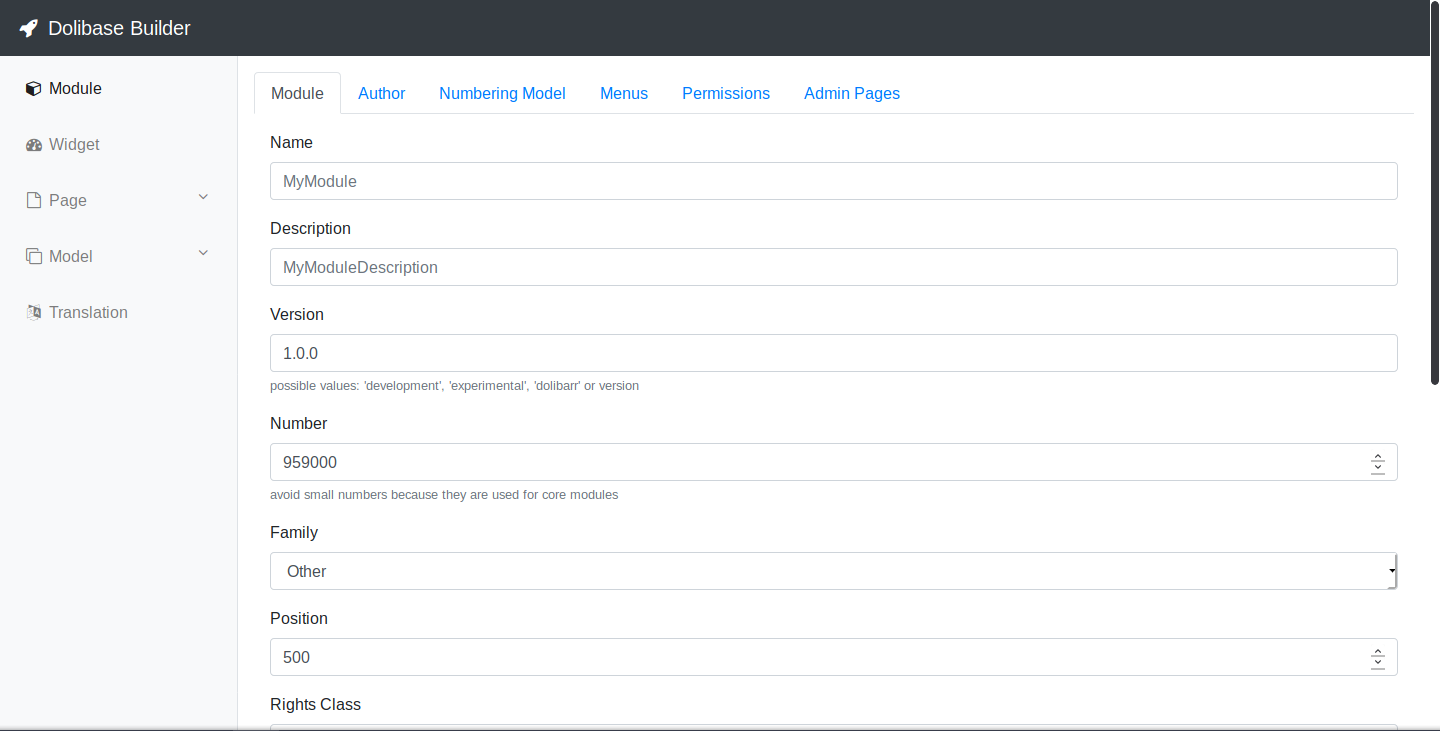 Dolibase Builder
Module
Widget
Page
Model
Translation
Module Author Numbering Model Menus Permissions Admin Pages
Name
MyModule
Description
MyModuleDescription
Version
1.0.0
possible values: 'development', 'experimental', 'dolibarr' or version
Number
959000
avoid small numbers because they are used for core modules
Family
Other
Position
500
Rights Class